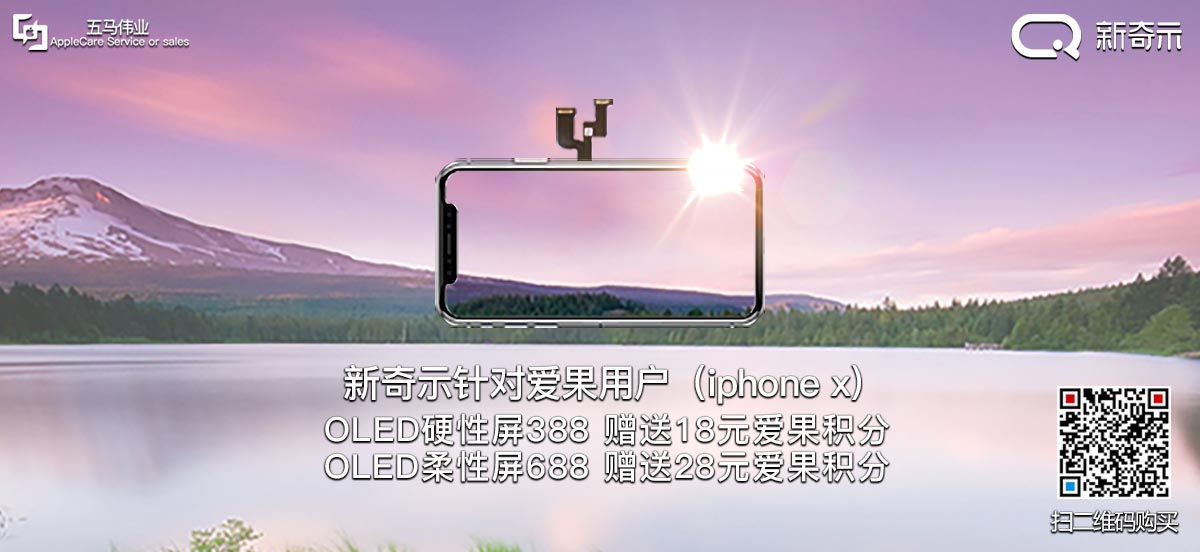 五马伟业
AppleCare Service or sales
新奇示
新奇示针对爱果用户（iphone x）
OLED硬性屏388 赠送18元爱果积分
OLED柔性屏688 赠送28元爱果积分
扫二维码购买